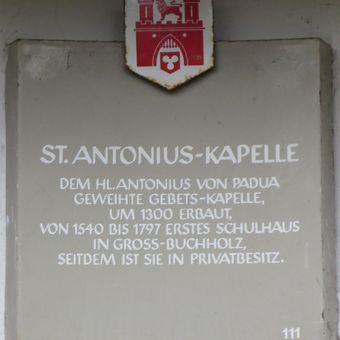 ST. ANTONIUS-KAPELLE
DEM HL. ANTONIUS VON PADUA
GEWEIHTE GEBETS-KAPELLE,
UM 1300 ERBAUT,
VON 1540 BIS 1797 ERSTES SCHULHAUS
IN GROSS-BUCHHOLZ,
SEITDEM IST SIE IN PRIVATBESITZ.
111